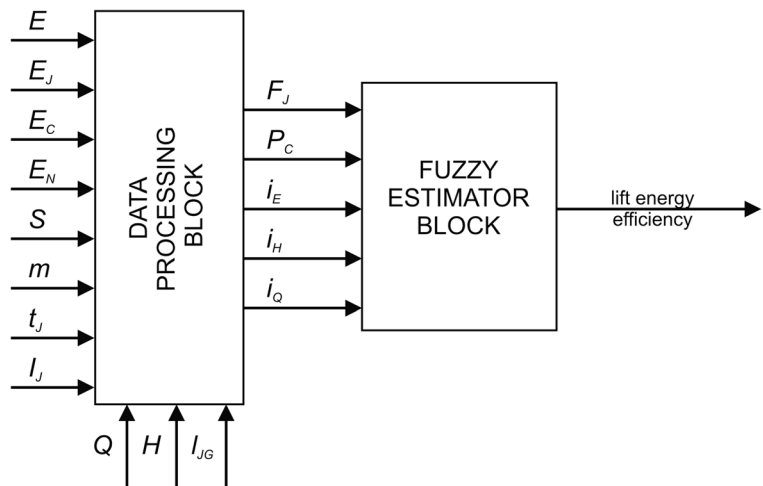 E
E_J
E_C
E_N
S
m
t_J
I_J
DATA
PROCESSING
BLOCK
Q
H
I_JG
F_J
P_C
i_E
i_H
i_Q
FUZZY
ESTIMATOR
BLOCK
lift energy
efficiency